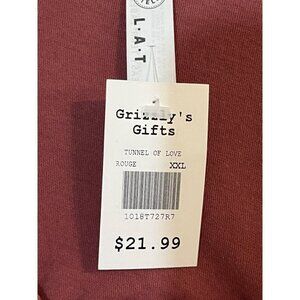 L.A.T
Grizzly's
Gifts
TUNNEL OF LOVE
ROUGE XXL
1018T727R7
$21.99